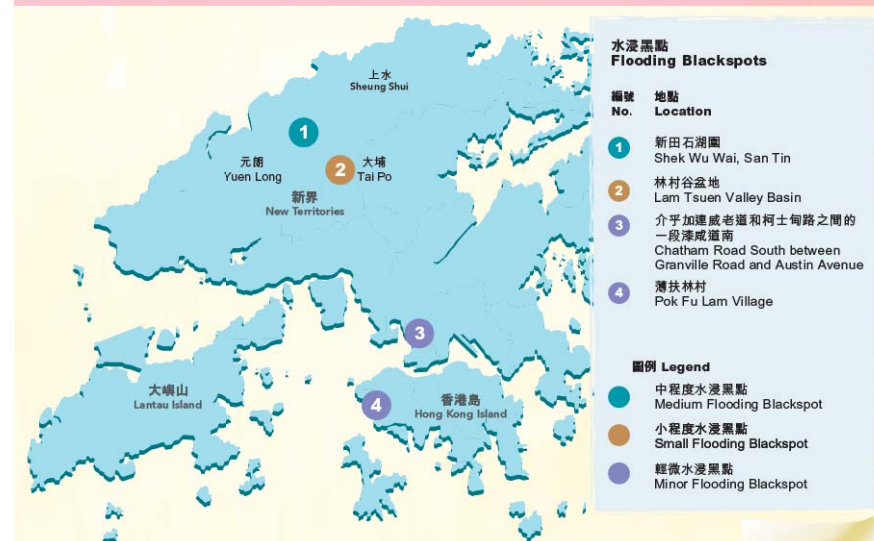 上水
Sheung Shui
1
元朗
Yuen Long
2
大埔
Tai Po
新界
New Territories
3
大嶼山
Lantau Island
4
香港島
Hong Kong Island
水浸黑點
Flooding Blackspots
編號 地點
No. Location
1 新田石湖圍
Shek Wu Wai, San Tin
2 林村谷盆地
Lam Tsuen Valley Basin
3 介乎加連威老道和柯士甸路之間的
一段漆咸道南
Chatham Road South between
Granville Road and Austin Avenue
4 薄扶林村
Pok Fu Lam Village
圖例 Legend
中程度水浸黑點
Medium Flooding Blackspot
小程度水浸黑點
Small Flooding Blackspot
輕微水浸黑點
Minor Flooding Blackspot